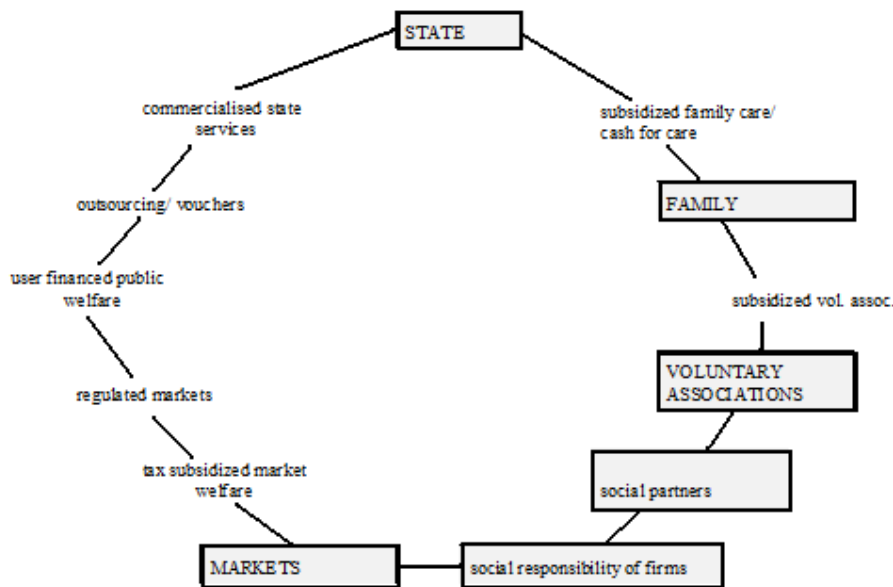 STATE
commercialised state
services
subsidized family care/
cash for care
outsourcing/ vouchers
FAMILY
user financed public
welfare
subsidized vol. assoc.
regulated markets
VOLUNTARY
ASSOCIATIONS
tax subsidized market
welfare
social partners
MARKETS
social responsibility of firms